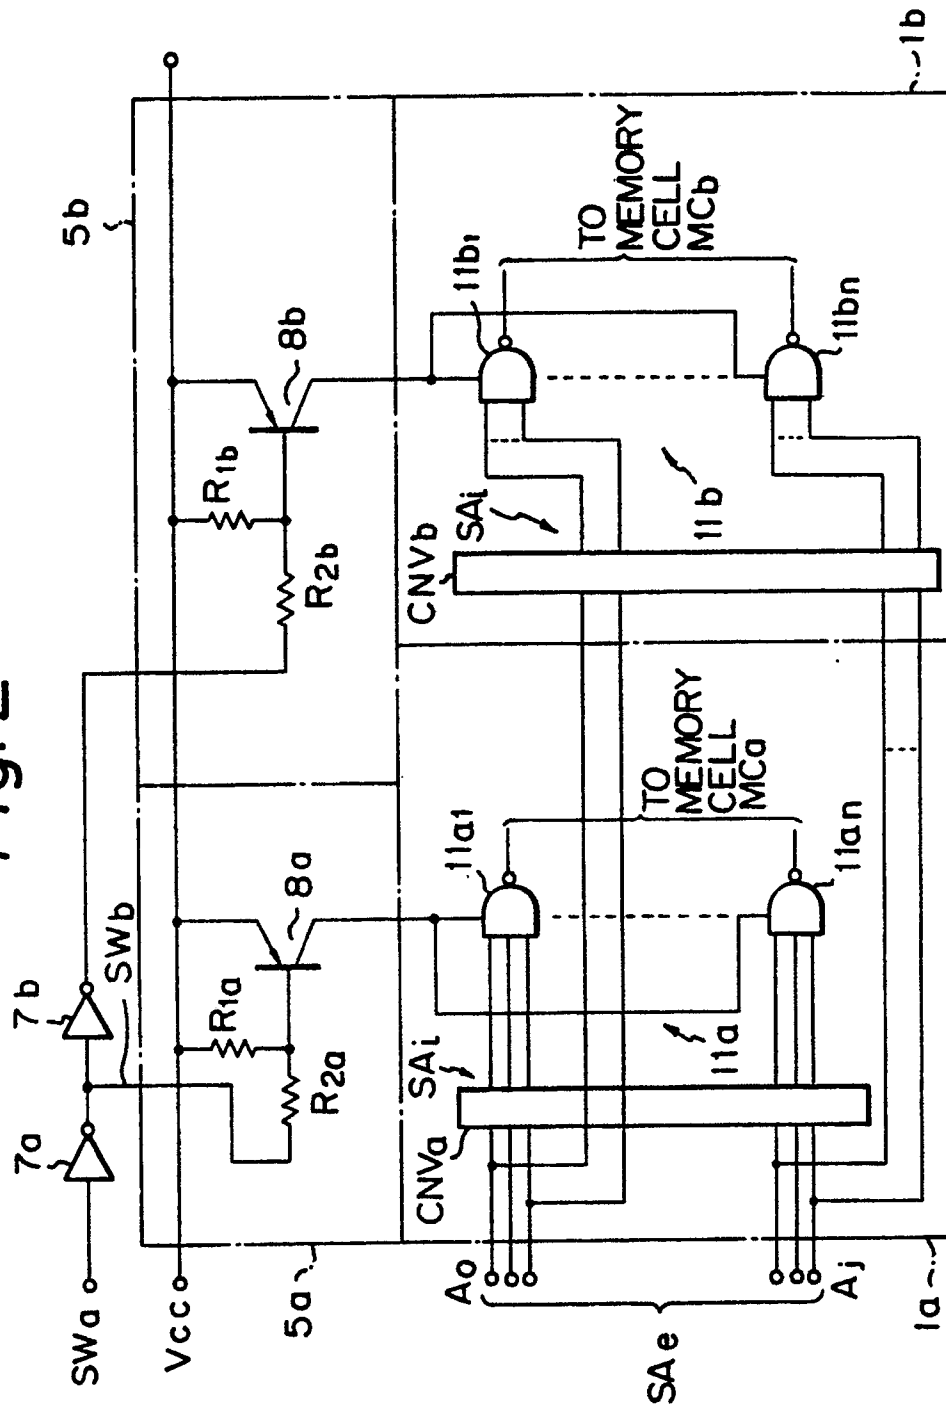 Fig. 2
SWa
7a
7b
SWb
Vcc
5a
5b
R1a
R2a
8a
R1b
R2b
8b
Ao
Aj
SAe
CNVa
SAi
11a
11a1
11an
TO
MEMORY
CELL
MCa
CNVb
SAi
11b
11b1
11bn
TO
MEMORY
CELL
MCb
1a
1b